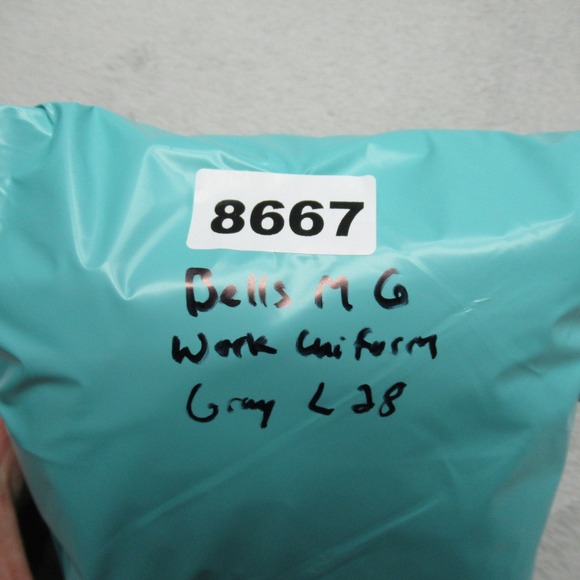 8667
Bells M G
Work Uniform
Gray L 28